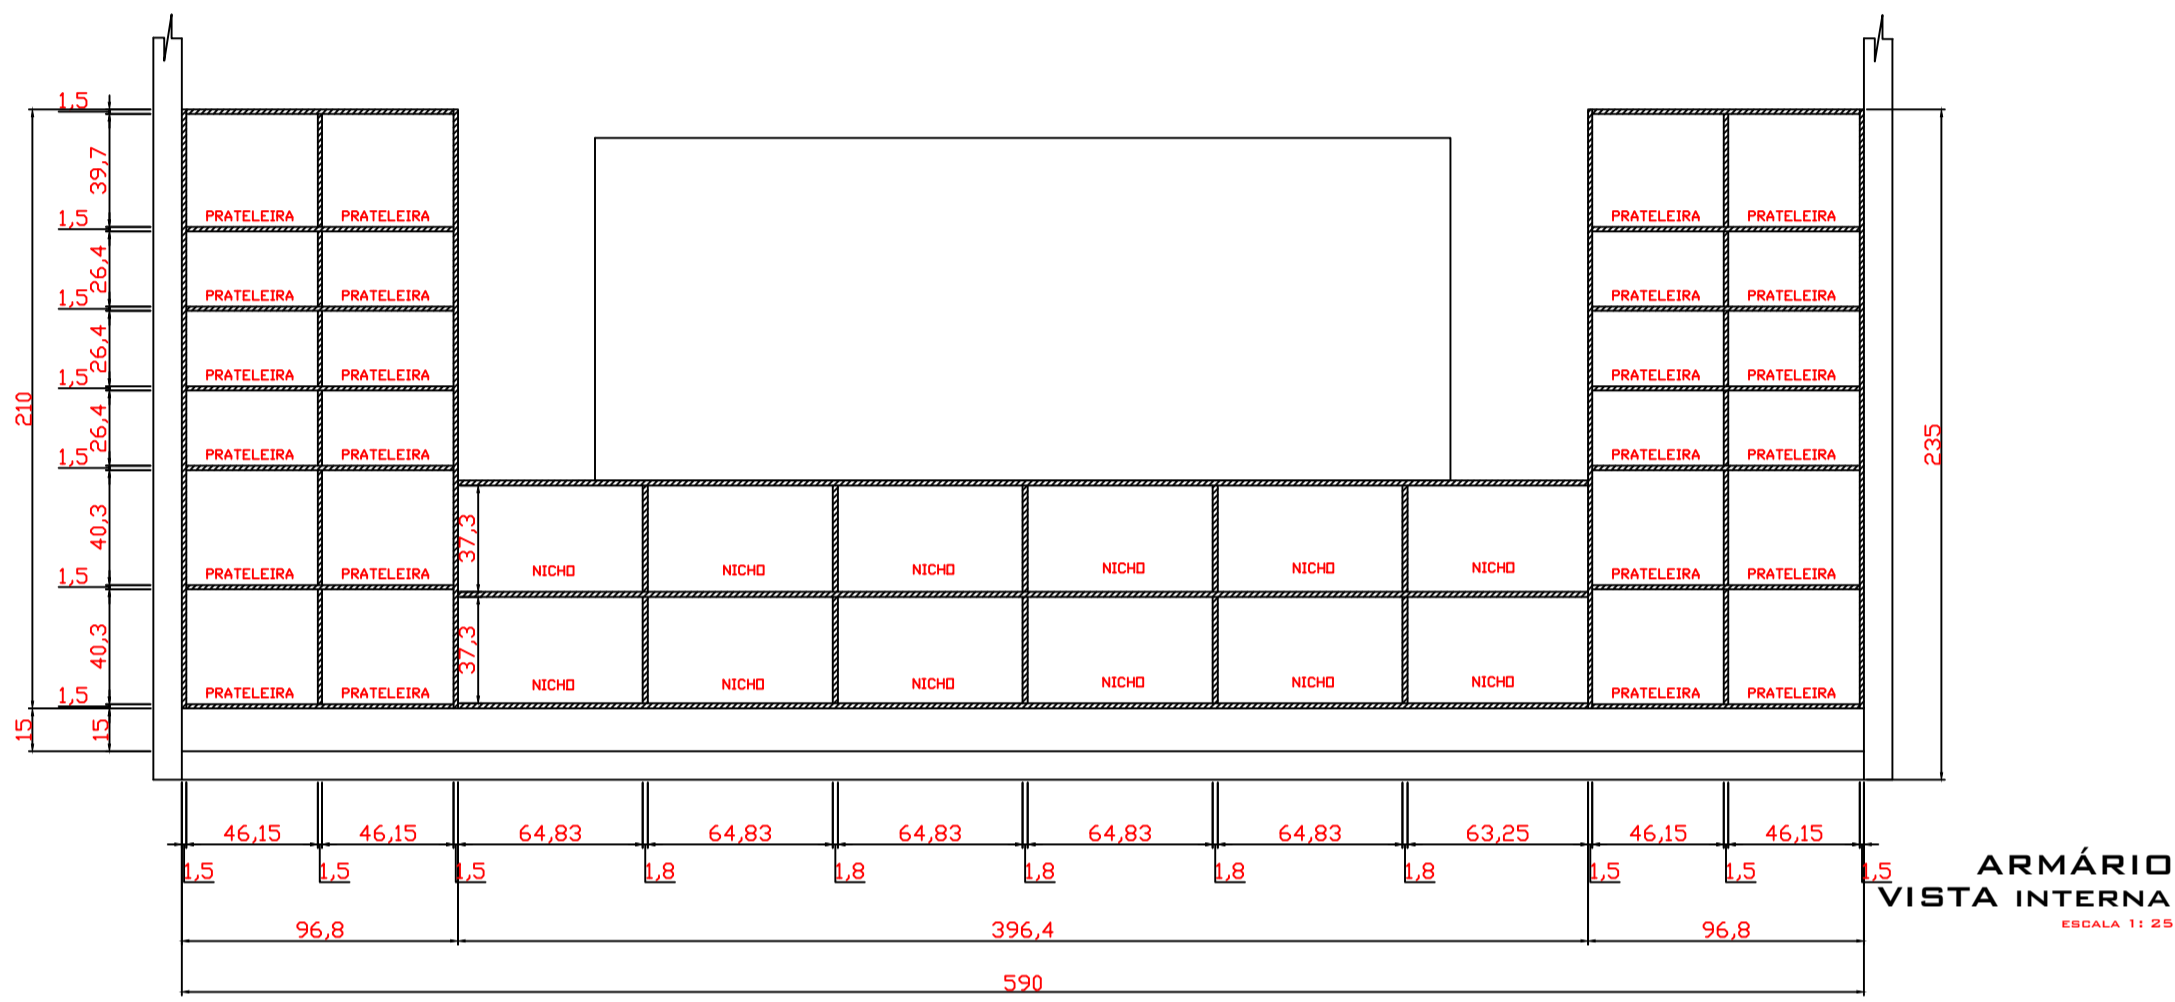 1,5
39,7
1,5
26,4
1,5
26,4
1,5
26,4
1,5
40,3
1,5
40,3
1,5
15
210
15
235
PRATELEIRA PRATELEIRA PRATELEIRA PRATELEIRA
PRATELEIRA PRATELEIRA PRATELEIRA PRATELEIRA
PRATELEIRA PRATELEIRA PRATELEIRA PRATELEIRA
PRATELEIRA PRATELEIRA PRATELEIRA PRATELEIRA
37,3
NICHO NICHO NICHO NICHO NICHO NICHO
PRATELEIRA PRATELEIRA PRATELEIRA PRATELEIRA
37,3
NICHO NICHO NICHO NICHO NICHO NICHO
PRATELEIRA PRATELEIRA PRATELEIRA PRATELEIRA
46,15 46,15 64,83 64,83 64,83 64,83 64,83 63,25 46,15 46,15
1,5 1,5 1,5 1,8 1,8 1,8 1,8 1,8 1,5 1,5 1,5
96,8 396,4 96,8
590
ARMÁRIO
VISTA INTERNA
ESCALA 1: 25